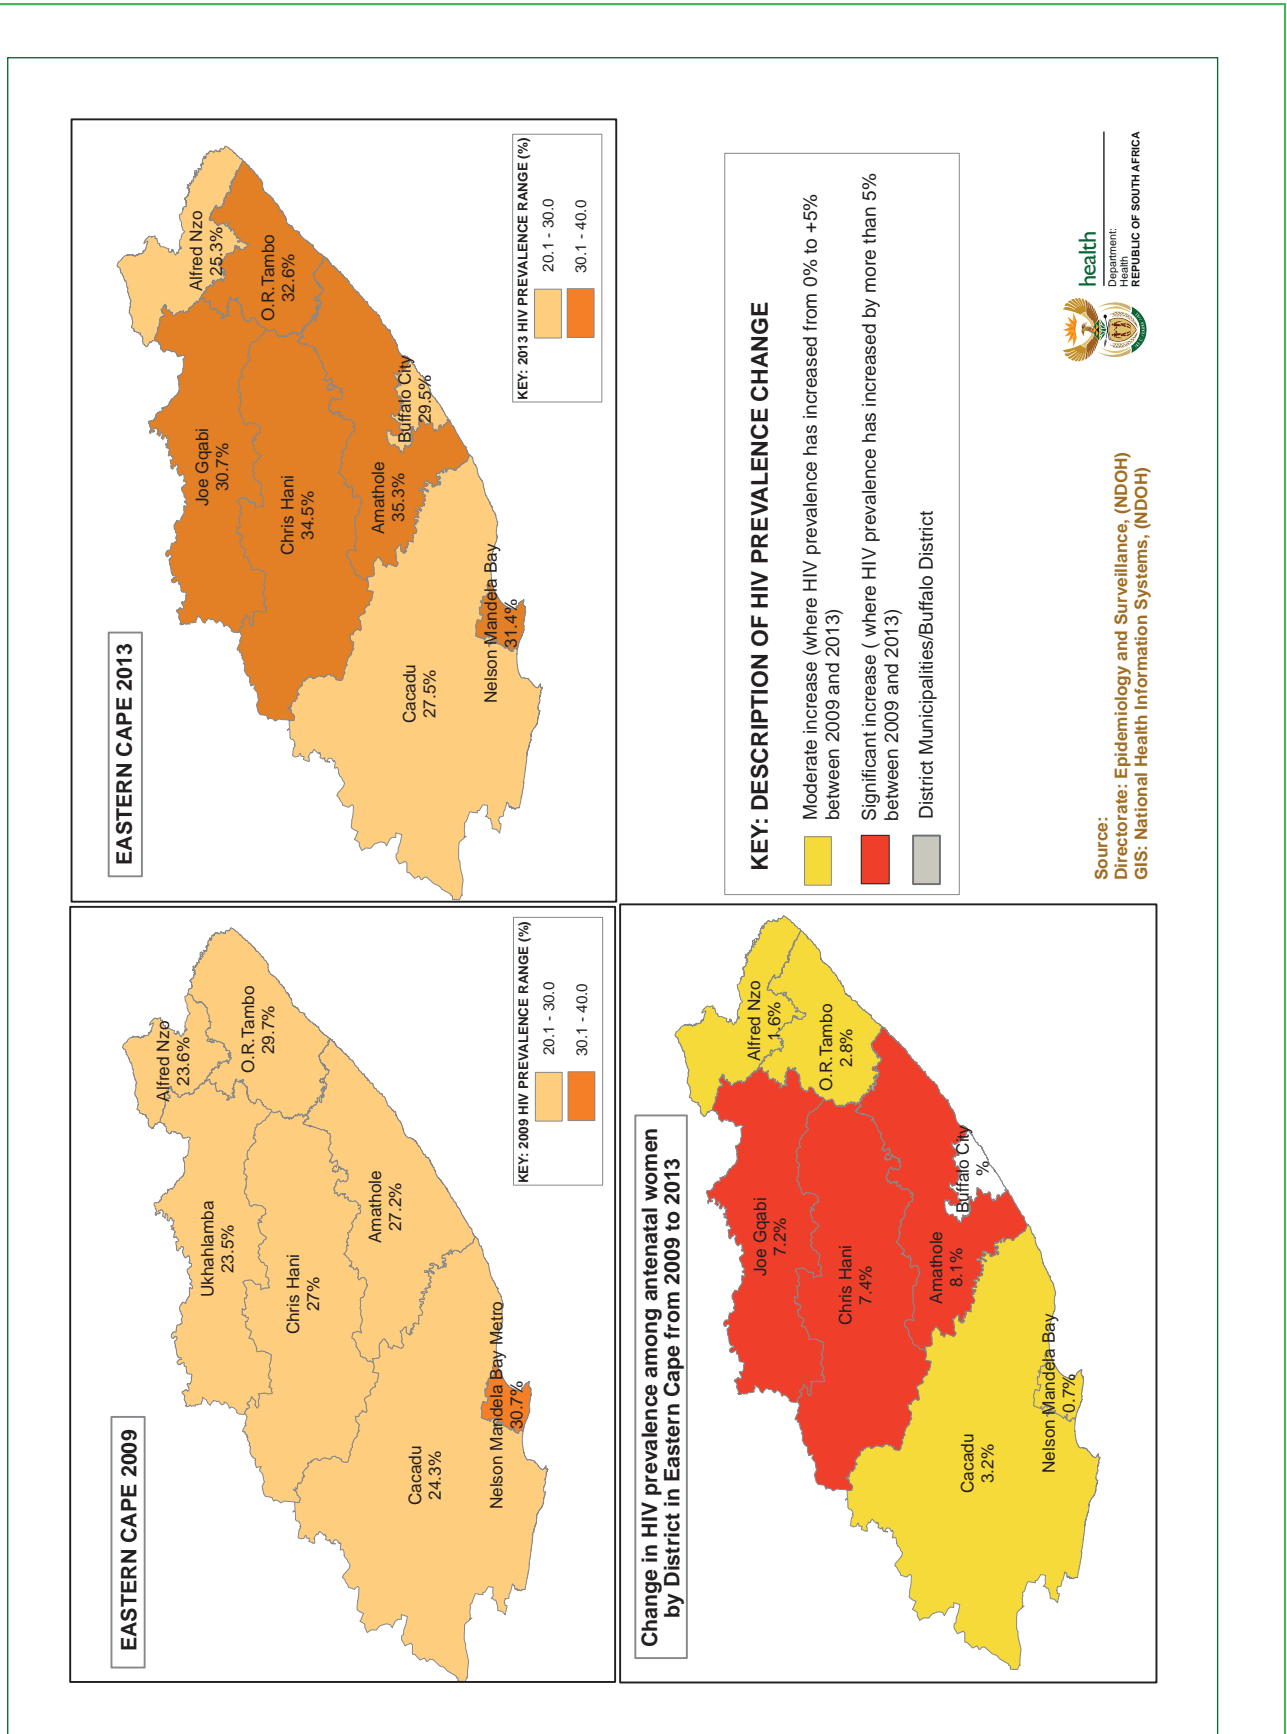 EASTERN CAPE 2009
Alfred Nzo
23.6%
O.R.Tambo
29.7%
Ukhahlamba
23.5%
Chris Hani
27%
Amathole
27.2%
Cacadu
24.3%
Nelson Mandela Bay Metro
30.7%
KEY: 2009 HIV PREVALENCE RANGE (%)
20.1 - 30.0
30.1 - 40.0
EASTERN CAPE 2013
Alfred Nzo
25.3%
O.R.Tambo
32.6%
Joe Gqabi
30.7%
Chris Hani
34.5%
Amathole
35.3%
Buffalo City
29.5%
Cacadu
27.5%
Nelson Mandela Bay
31.4%
KEY: 2013 HIV PREVALENCE RANGE (%)
20.1 - 30.0
30.1 - 40.0
Change in HIV prevalence among antenatal women
by District in Eastern Cape from 2009 to 2013
Alfred Nzo
1.6%
O.R.Tambo
2.8%
Joe Gqabi
7.2%
Chris Hani
7.4%
Amathole
8.1%
Buffalo City
%
Cacadu
3.2%
Nelson Mandela Bay
0.7%
KEY: DESCRIPTION OF HIV PREVALENCE CHANGE
Moderate increase (where HIV prevalence has increased from 0% to +5%
between 2009 and 2013)
Significant increase ( where HIV prevalence has increased by more than 5%
between 2009 and 2013)
District Municipalities/Buffalo District
Source:
Directorate: Epidemiology and Surveillance, (NDOH)
GIS: National Health Information Systems, (NDOH)
health
Department:
Health
REPUBLIC OF SOUTH AFRICA